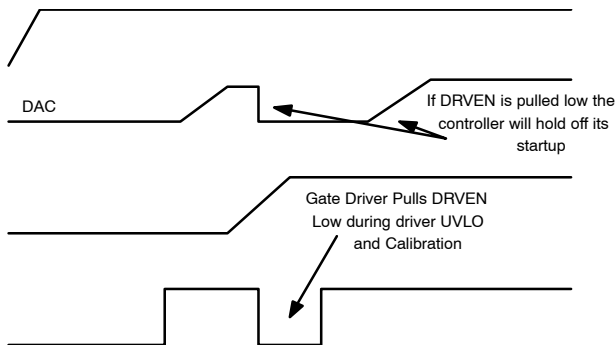 DAC
If DRVEN is pulled low the
controller will hold off its
startup
Gate Driver Pulls DRVEN
Low during driver UVLO
and Calibration